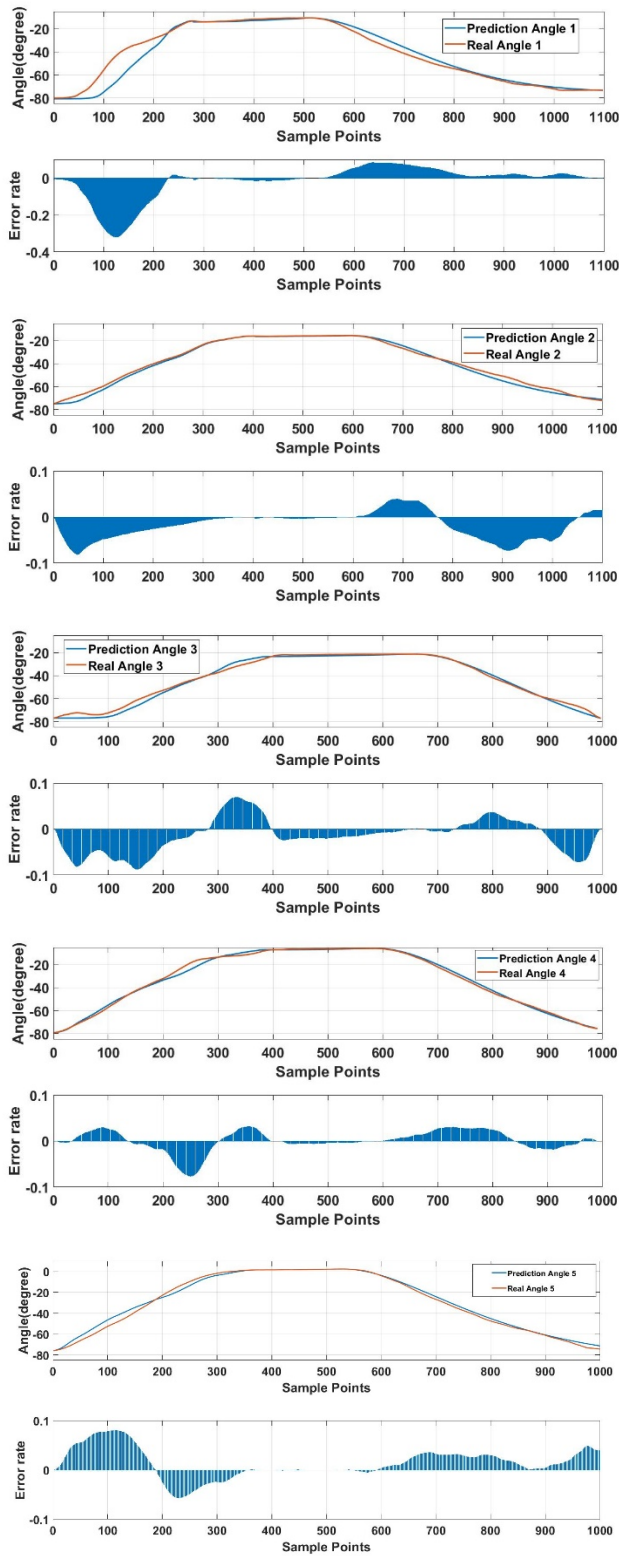 Angle(degree)
-20
-40
-60
-80
Prediction Angle 1
Real Angle 1
0 100 200 300 400 500 600 700 800 900 1000 1100
Sample Points
Error rate
0
-0.2
-0.4
0 100 200 300 400 500 600 700 800 900 1000 1100
Sample Points
Angle(degree)
-20
-40
-60
-80
Prediction Angle 2
Real Angle 2
0 100 200 300 400 500 600 700 800 900 1000 1100
Sample Points
Error rate
0.1
0
-0.1
0 100 200 300 400 500 600 700 800 900 1000 1100
Sample Points
Angle(degree)
-20
-40
-60
-80
Prediction Angle 3
Real Angle 3
0 100 200 300 400 500 600 700 800 900 1000
Sample Points
Error rate
0.1
0
-0.1
0 100 200 300 400 500 600 700 800 900 1000
Sample Points
Angle(degree)
-20
-40
-60
-80
Prediction Angle 4
Real Angle 4
0 100 200 300 400 500 600 700 800 900 1000
Sample Points
Error rate
0.1
0
-0.1
0 100 200 300 400 500 600 700 800 900 1000
Sample Points
Angle(degree)
0
-20
-40
-60
-80
Prediction Angle 5
Real Angle 5
0 100 200 300 400 500 600 700 800 900 1000
Sample Points
Error rate
0.1
0
-0.1
0 100 200 300 400 500 600 700 800 900 1000
Sample Points